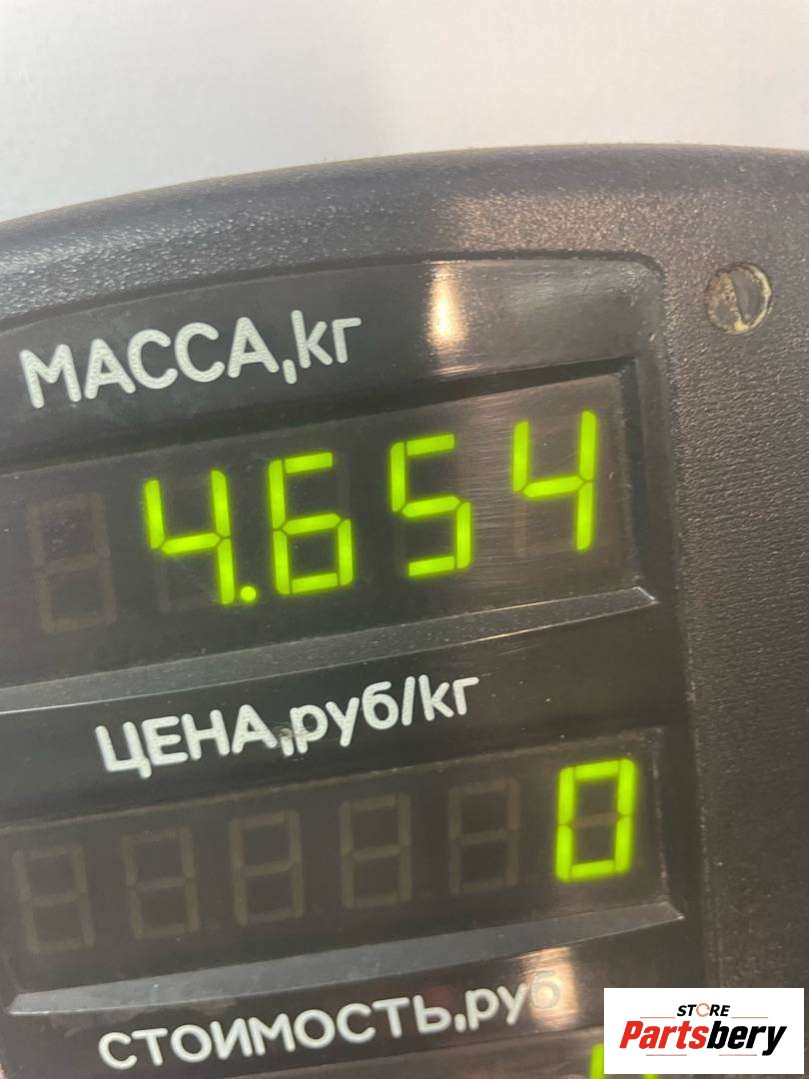 МАССА,кг
4.654
ЦЕНА,руб/кг
0
СТОИМОСТЬ,руб
STORE
Partsbery